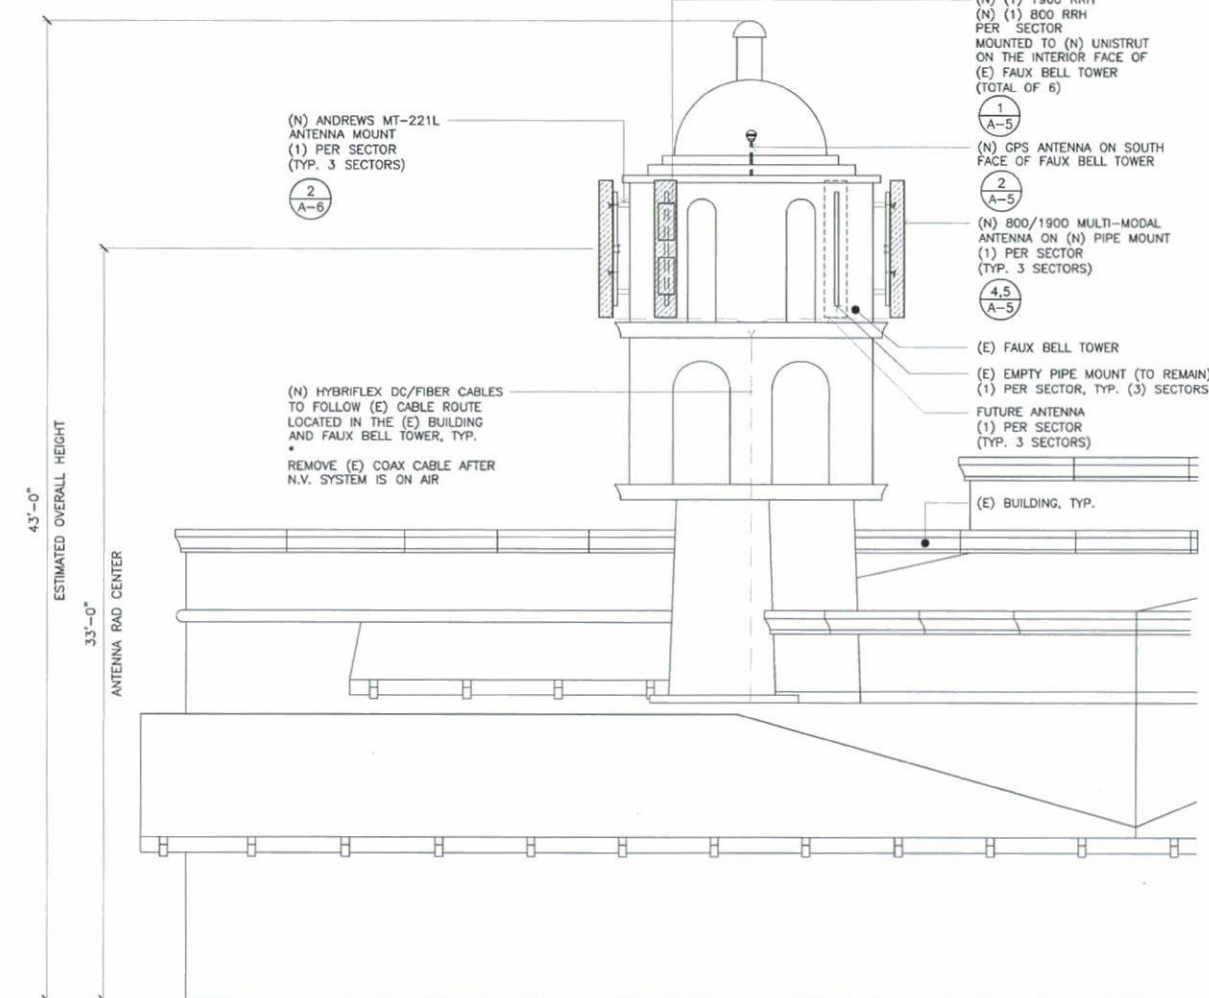 (N) (1) 1900 RRH
(N) (1) 800 RRH
PER SECTOR
MOUNTED TO (N) UNISTRUT
ON THE INTERIOR FACE OF
(E) FAUX BELL TOWER
(TOTAL OF 6)
1
A-5
(N) ANDREWS MT-221L
ANTENNA MOUNT
(1) PER SECTOR
(TYP. 3 SECTORS)
2
A-6
(N) GPS ANTENNA ON SOUTH
FACE OF FAUX BELL TOWER
2
A-5
(N) 800/1900 MULTI-MODAL
ANTENNA ON (N) PIPE MOUNT
(1) PER SECTOR
(TYP. 3 SECTORS)
4,5
A-5
(E) FAUX BELL TOWER
(E) EMPTY PIPE MOUNT (TO REMAIN)
(1) PER SECTOR, TYP. (3) SECTORS
FUTURE ANTENNA
(1) PER SECTOR
(TYP. 3 SECTORS)
(N) HYBRIFLEX DC/FIBER CABLES
TO FOLLOW (E) CABLE ROUTE
LOCATED IN THE (E) BUILDING
AND FAUX BELL TOWER, TYP.
*
REMOVE (E) COAX CABLE AFTER
N.V. SYSTEM IS ON AIR
(E) BUILDING, TYP.
43'-0"
ESTIMATED OVERALL HEIGHT
33'-0"
ANTENNA RAD CENTER